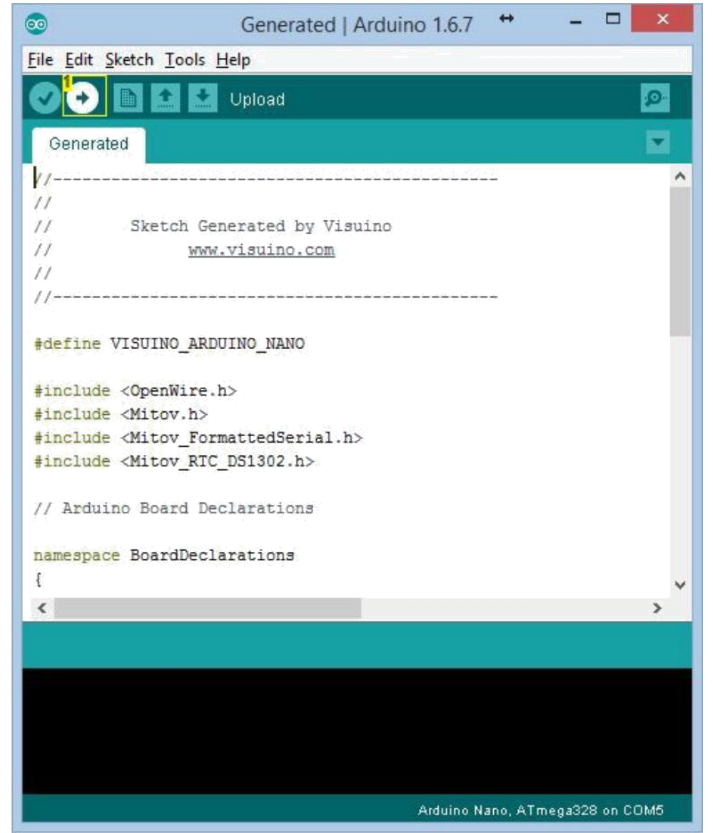 Generated | Arduino 1.6.7
File Edit Sketch Tools Help
1
Upload
Generated
//----------------------------------------------
//
//        Sketch Generated by Visuino
//              www.visuino.com
//
//----------------------------------------------
#define VISUINO_ARDUINO_NANO
#include <OpenWire.h>
#include <Mitov.h>
#include <Mitov_FormattedSerial.h>
#include <Mitov_RTC_DS1302.h>
// Arduino Board Declarations
namespace BoardDeclarations
{
Arduino Nano, ATmega328 on COM5